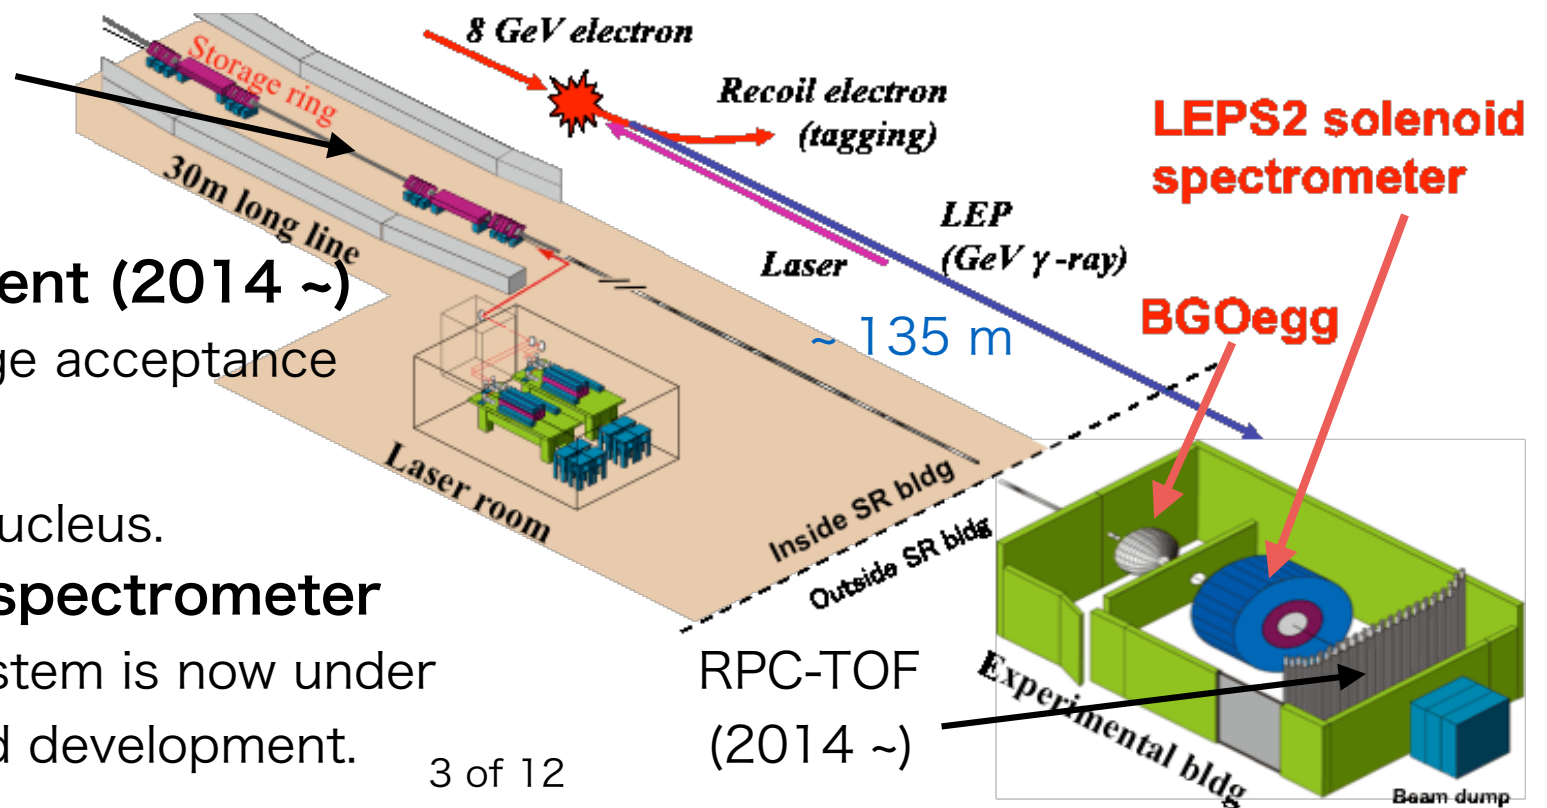 8 GeV electron
Storage ring
Recoil electron
(tagging)
LEPS2 solenoid
spectrometer
30m long line
LEP
(GeV γ-ray)
Laser
ent (2014 ~)
BGOegg
~ 135 m
ge acceptance
Laser room
Inside SR bldg
Outside SR bldg
ucleus.
spectrometer
stem is now under
d development.
RPC-TOF
(2014 ~)
Experimental bldg
3 of 12
Beam dump